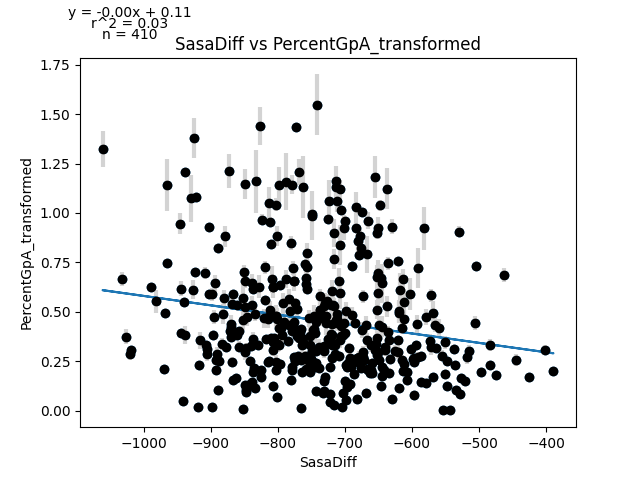 y = -0.00x + 0.11
r^2 = 0.03
n = 410
SasaDiff vs PercentGpA_transformed
1.75
1.50
1.25
1.00
0.75
0.50
0.25
0.00
PercentGpA_transformed
−1000 −900 −800 −700 −600 −500 −400
SasaDiff